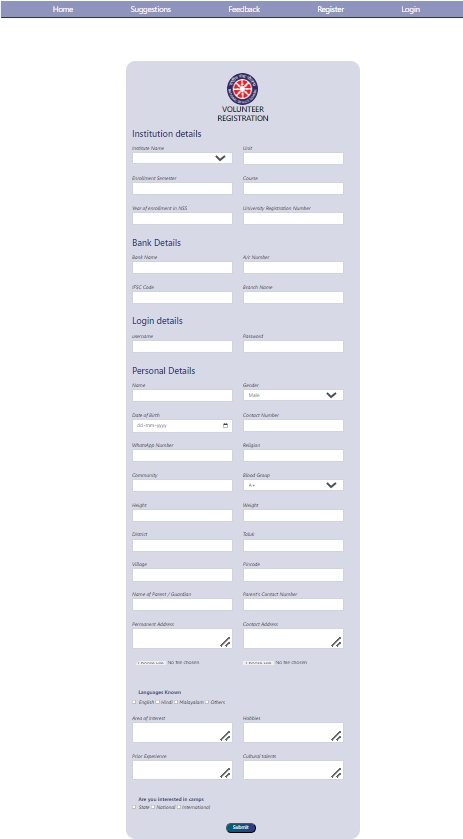 Home Suggestions Feedback Register Login
VOLUNTEER
REGISTRATION
Institution details
Institute Name Unit
Enrollment Semester Course
Year of enrollment in NSS University Registration Number
Bank Details
Bank Name A/c Number
IFSC Code Branch Name
Login details
username Password
Personal Details
Name Gender
Male
Date of Birth Contact Number
dd-mm-yyyy
WhatsApp Number Religion
Community Blood Group
A+
Height Weight
District Taluk
Village Pincode
Name of Parent / Guardian Parent's Contact Number
Permanent Address Contact Address
No file chosen No file chosen
Languages Known
English Hindi Malayalam Others
Area of Interest Hobbies
Prior Experience Cultural talents
Are you interested in camps
State National International
Submit